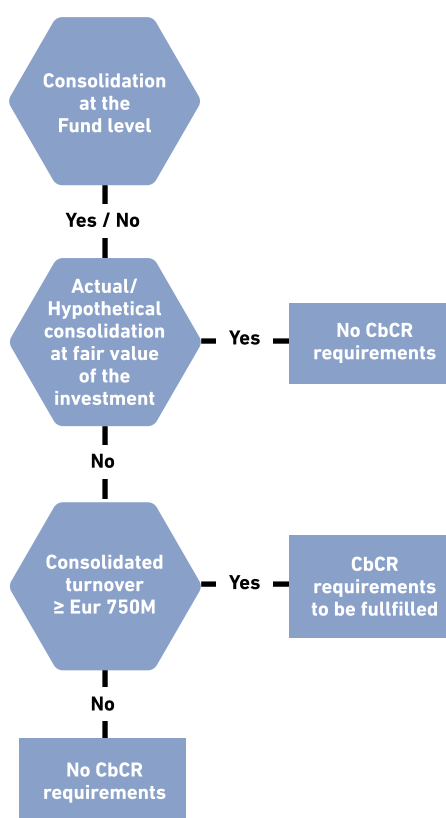 Consolidation
at the
Fund level
Yes / No
Actual/
Hypothetical
consolidation
at fair value
of the
investment
Yes
No CbCR
requirements
No
Consolidated
turnover
≥ Eur 750M
Yes
CbCR
requirements
to be fullfilled
No
No CbCR
requirements